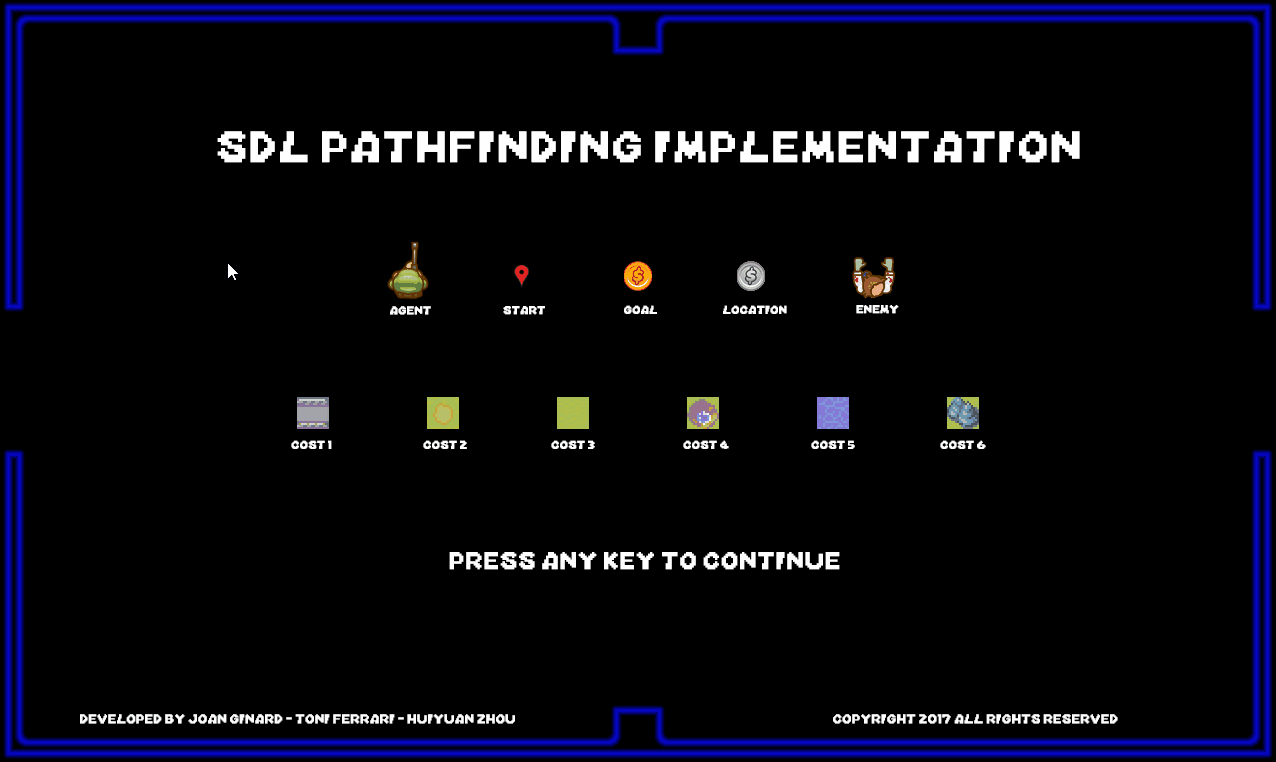 SDL PATHFINDING IMPLEMENTATION
AGENT START GOAL LOCATION ENEMY
COST 1 COST 2 COST 3 COST 4 COST 5 COST 6
PRESS ANY KEY TO CONTINUE
DEVELOPED BY JOAN GINARD - TONI FERRARI - HUIYUAN ZHOU COPYRIGHT 2017 ALL RIGHTS RESERVED